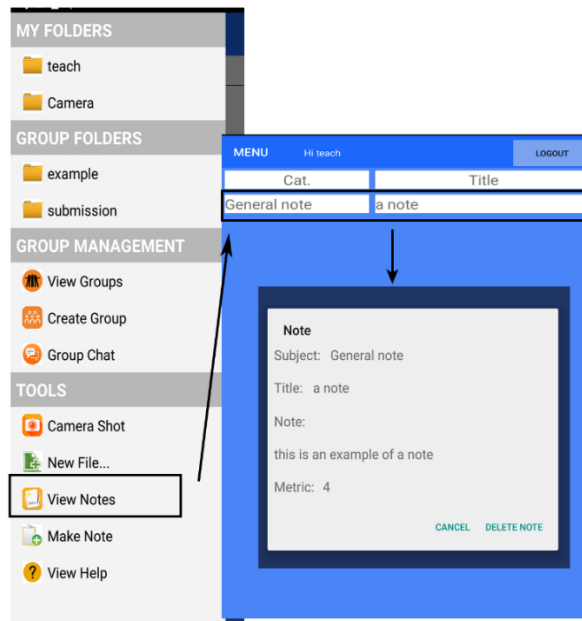 MY FOLDERS
teach
Camera
GROUP FOLDERS
example
submission
GROUP MANAGEMENT
View Groups
Create Group
Group Chat
TOOLS
Camera Shot
New File...
View Notes
Make Note
View Help
MENU Hi teach LOGOUT
Cat. Title
General note a note
Note
Subject: General note
Title: a note
Note:
this is an example of a note
Metric: 4
CANCEL DELETE NOTE